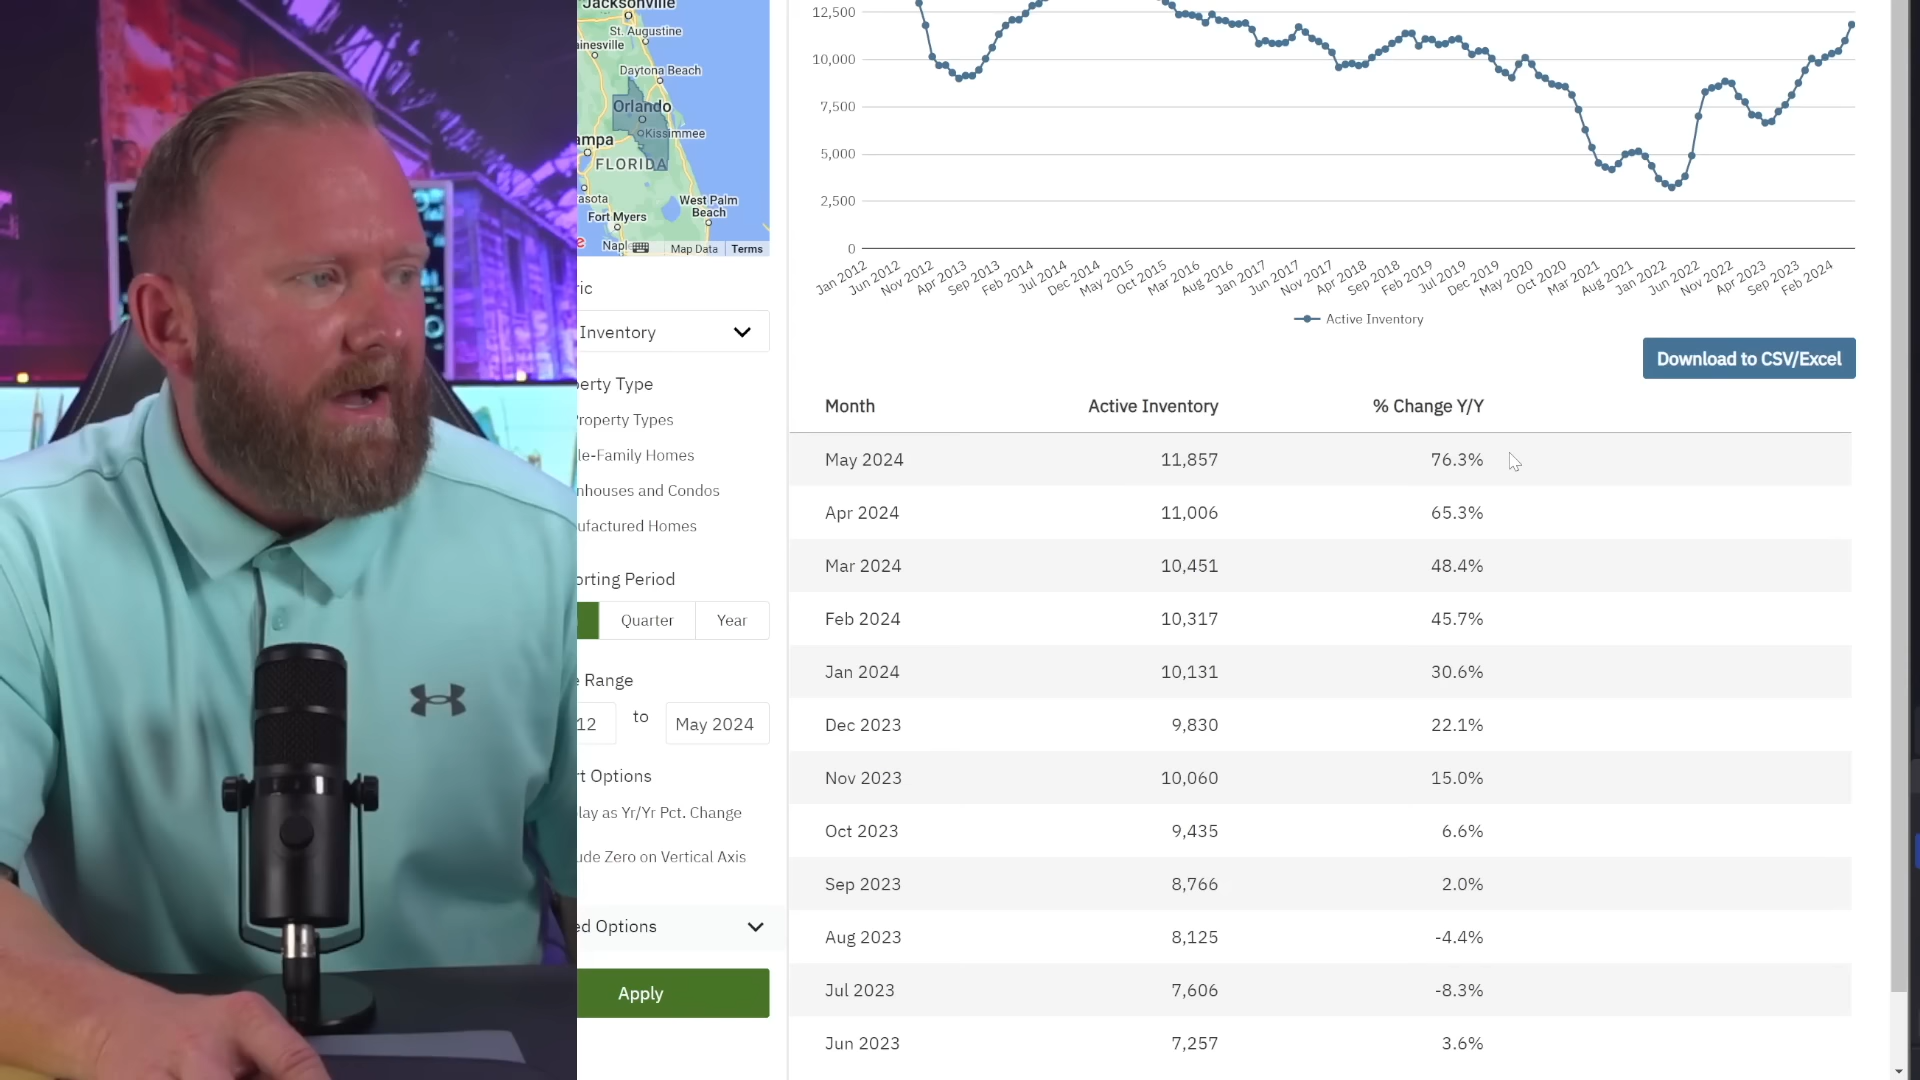 Jacksonville
St. Augustine
ainesville
Daytona Beach
Orlando
Kissimmee
ampa
FLORIDA
asota
West Palm
Beach
Fort Myers
Napl
Map Data
Terms
ric
Inventory
erty Type
Property Types
le-Family Homes
nhouses and Condos
ufactured Homes
orting Period
Quarter
Year
e Range
12
to
May 2024
rt Options
lay as Yr/Yr Pct. Change
ude Zero on Vertical Axis
ed Options
Apply
12,500
10,000
7,500
5,000
2,500
0
Jan 2012
Jun 2012
Nov 2012
Apr 2013
Sep 2013
Feb 2014
Jul 2014
Dec 2014
May 2015
Oct 2015
Mar 2016
Aug 2016
Jan 2017
Jun 2017
Nov 2017
Apr 2018
Sep 2018
Feb 2019
Jul 2019
Dec 2019
May 2020
Oct 2020
Mar 2021
Aug 2021
Jan 2022
Jun 2022
Nov 2022
Apr 2023
Sep 2023
Feb 2024
Active Inventory
Download to CSV/Excel
Month Active Inventory % Change Y/Y
May 2024 11,857 76.3%
Apr 2024 11,006 65.3%
Mar 2024 10,451 48.4%
Feb 2024 10,317 45.7%
Jan 2024 10,131 30.6%
Dec 2023 9,830 22.1%
Nov 2023 10,060 15.0%
Oct 2023 9,435 6.6%
Sep 2023 8,766 2.0%
Aug 2023 8,125 -4.4%
Jul 2023 7,606 -8.3%
Jun 2023 7,257 3.6%